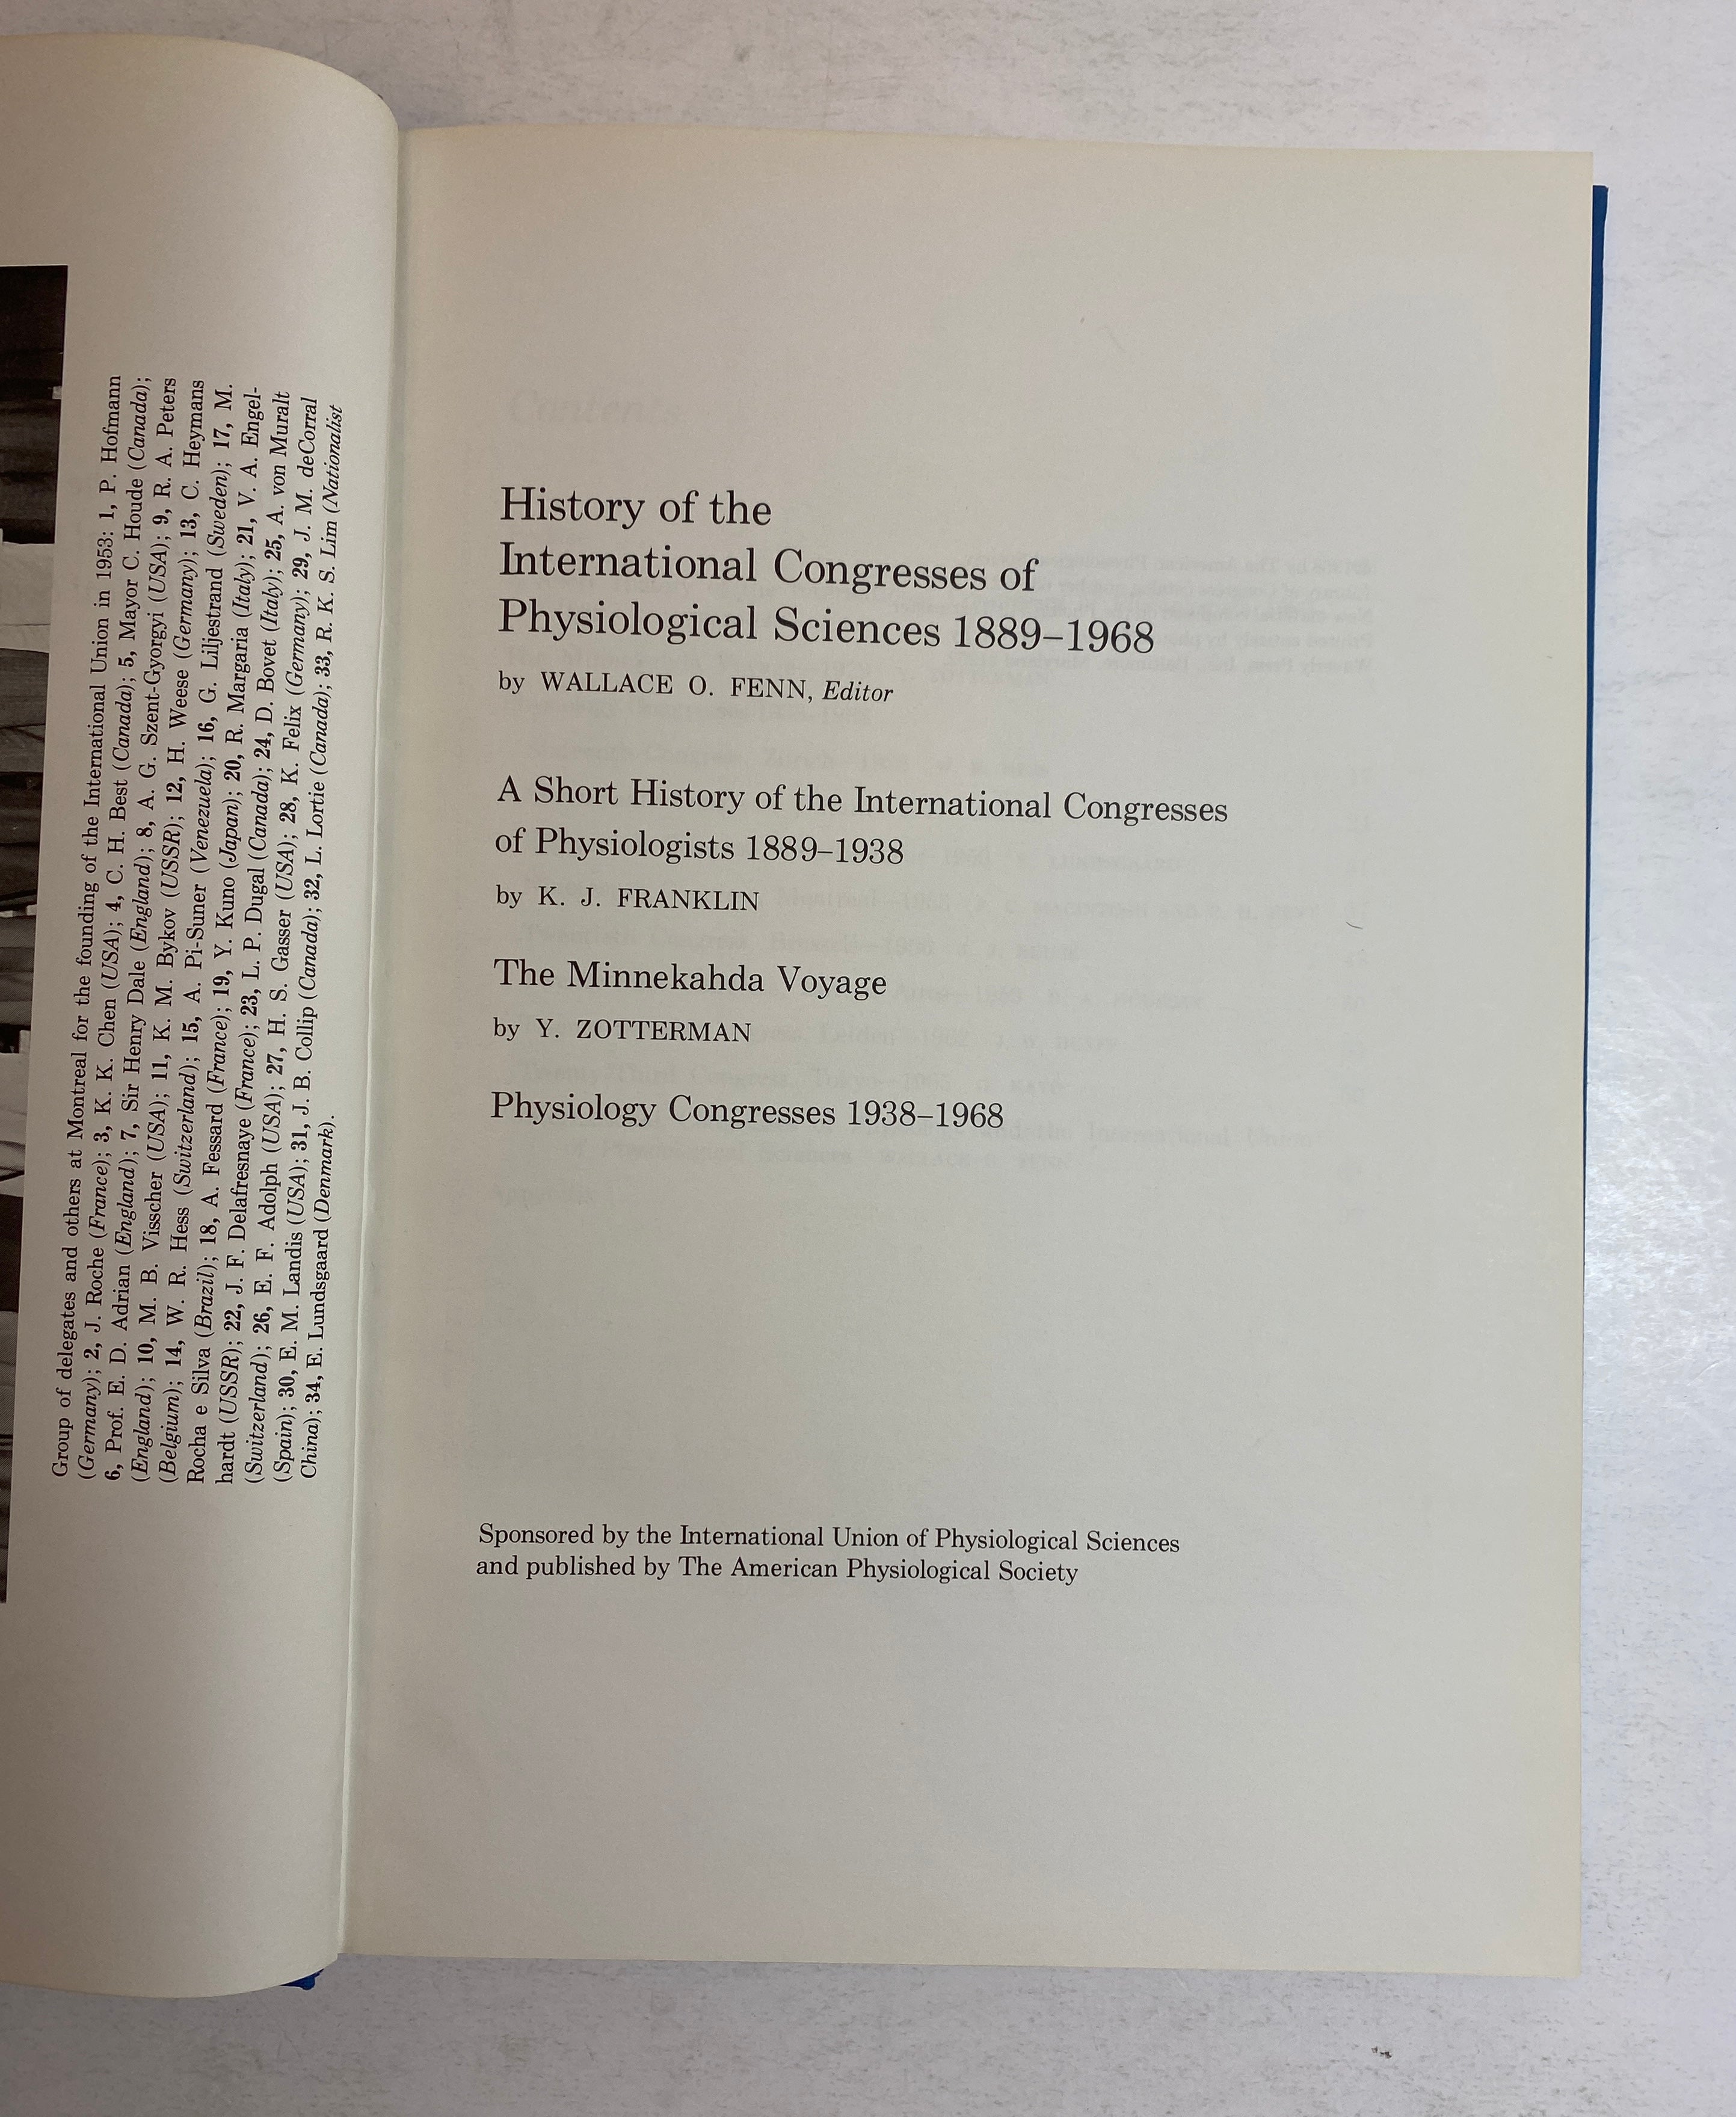 Group of delegates and others at Montreal for the founding of the International Union in 1953: 1, P. Hofmann
(Germany); 2, J. Roche (France); 3, K. K. Chen (USA); 4, C. H. Best (Canada); 5, Mayor C. Houde (Canada);
6, Prof. E. D. Adrian (England); 7, Sir Henry Dale (England); 8, A. G. Szent-Gyorgyi (USA); 9, R. A. Peters
(England); 10, M. B. Visscher (USA); 11, K. M. Bykov (USSR); 12, H. Weese (Germany); 13, C. Heymans
(Belgium); 14, W. R. Hess (Switzerland); 15, A. Pi-Suner (Venezuela); 16, G. Liljestrand (Sweden); 17, M.
Rocha e Silva (Brazil); 18, A. Fessard (France); 19, Y. Kuno (Japan); 20, R. Margaria (Italy); 21, V. A. Engel-
hardt (USSR); 22, J. F. Delafresnaye (France); 23, L. P. Dugal (Canada); 24, D. Bovet (Italy); 25, A. von Muralt
(Switzerland); 26, E. F. Adolph (USA); 27, H. S. Gasser (USA); 28, K. Felix (Germany); 29, J. M. deCorral
(Spain); 30, E. M. Landis (USA); 31, J. B. Collip (Canada); 32, L. Lortie (Canada); 33, R. K. S. Lim (Nationalist
China); 34, E. Lundsgaard (Denmark).
History of the
International Congresses of
Physiological Sciences 1889–1968
by WALLACE O. FENN, Editor
A Short History of the International Congresses
of Physiologists 1889–1938
by K. J. FRANKLIN
The Minnekahda Voyage
by Y. ZOTTERMAN
Physiology Congresses 1938–1968
Sponsored by the International Union of Physiological Sciences
and published by The American Physiological Society